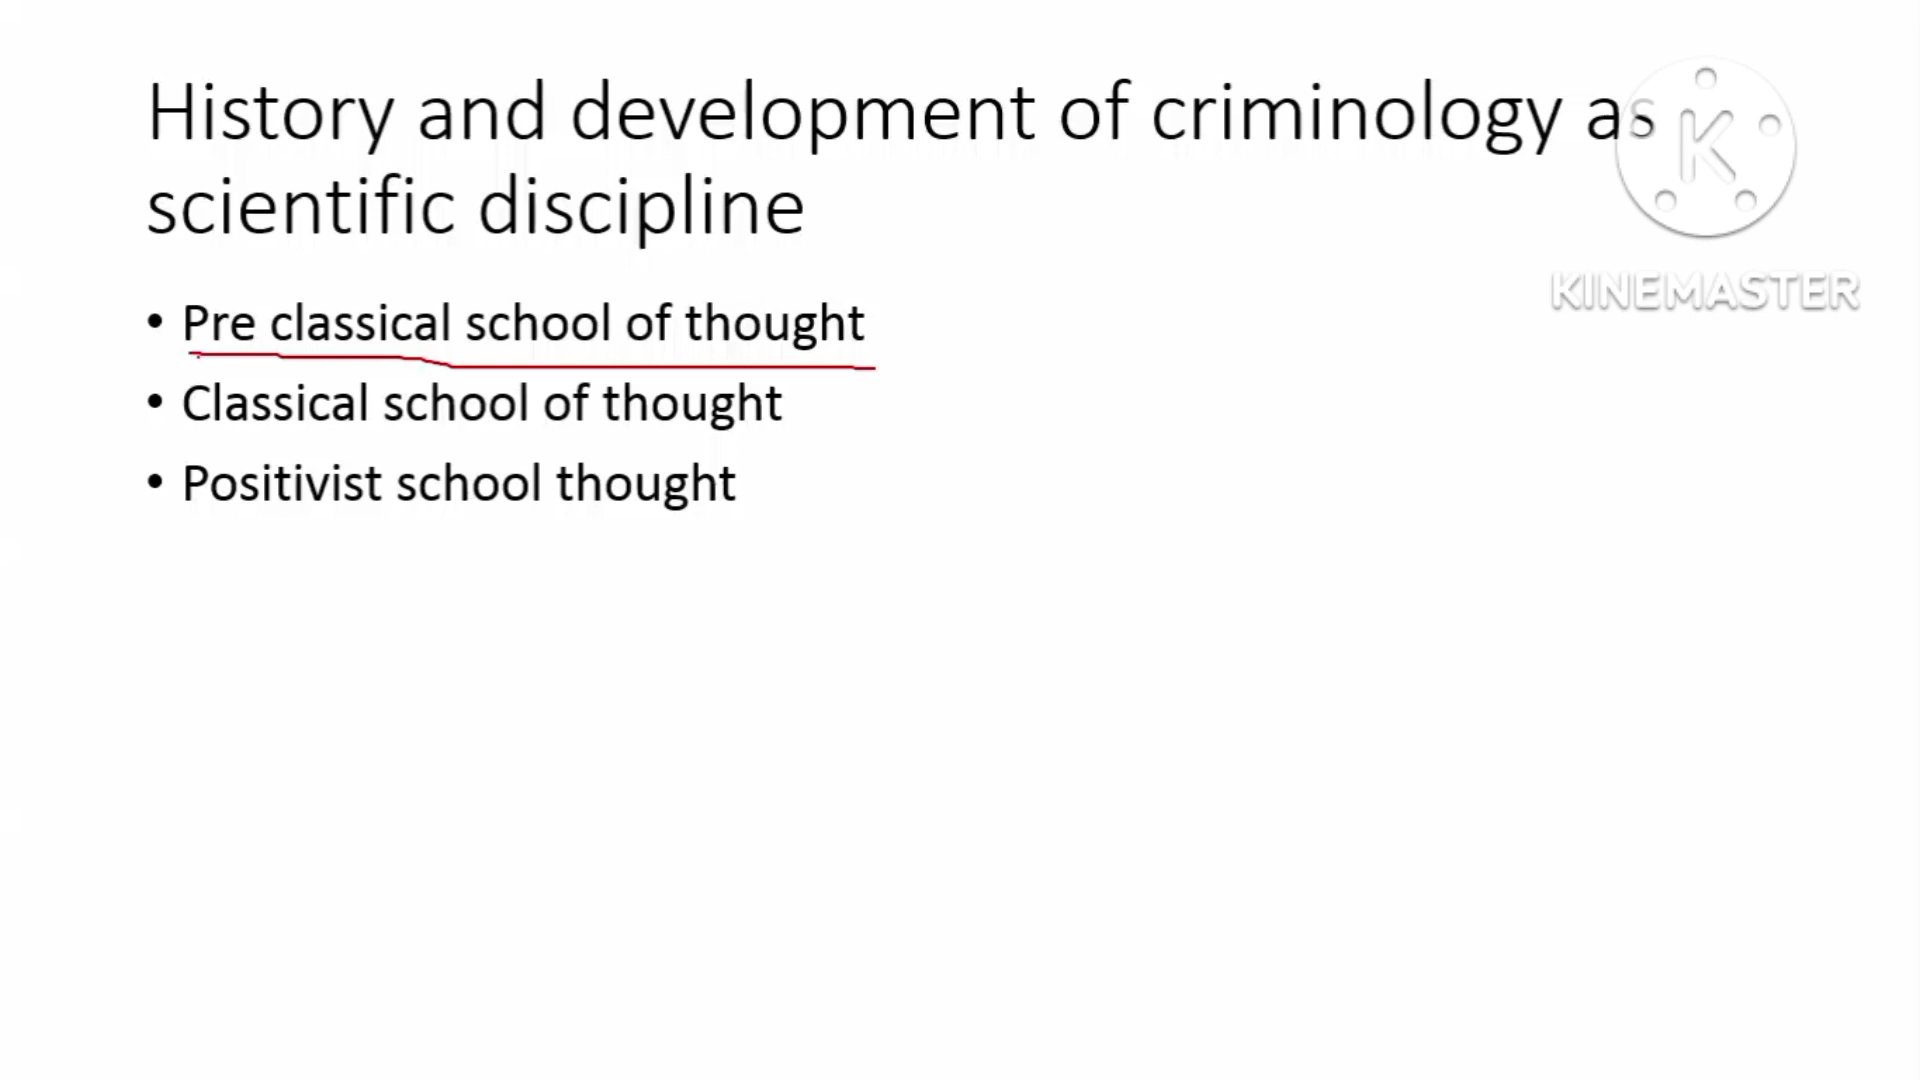 History and development of criminology as
scientific discipline
• Pre classical school of thought
• Classical school of thought
• Positivist school thought
K
KINEMASTER